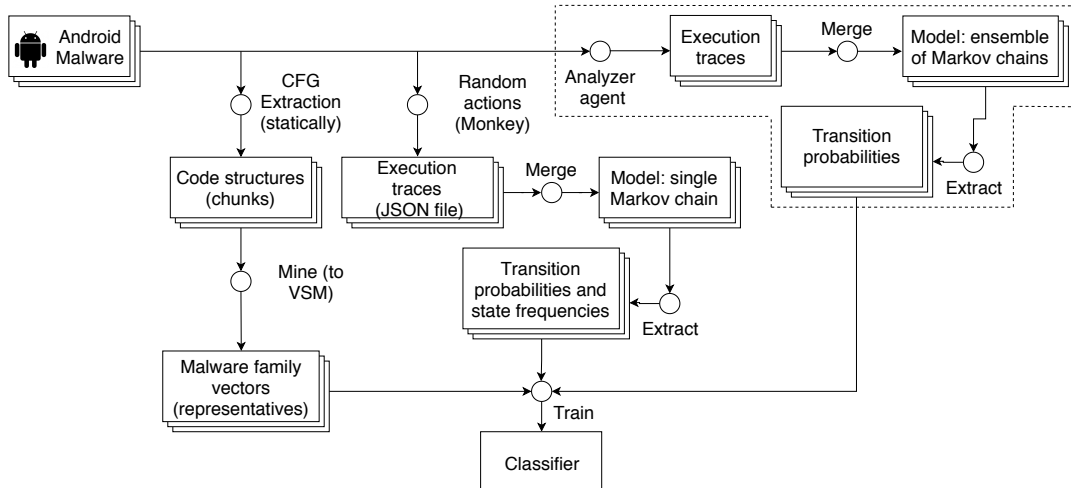 Android
Malware
CFG
Extraction
(statically)
Random
actions
(Monkey)
Analyzer
agent
Execution
traces
Merge
Model: ensemble
of Markov chains
Transition
probabilities
Extract
Code structures
(chunks)
Execution
traces
(JSON file)
Merge
Model: single
Markov chain
Mine (to
VSM)
Transition
probabilities and
state frequencies
Extract
Malware family
vectors
(representatives)
Train
Classifier